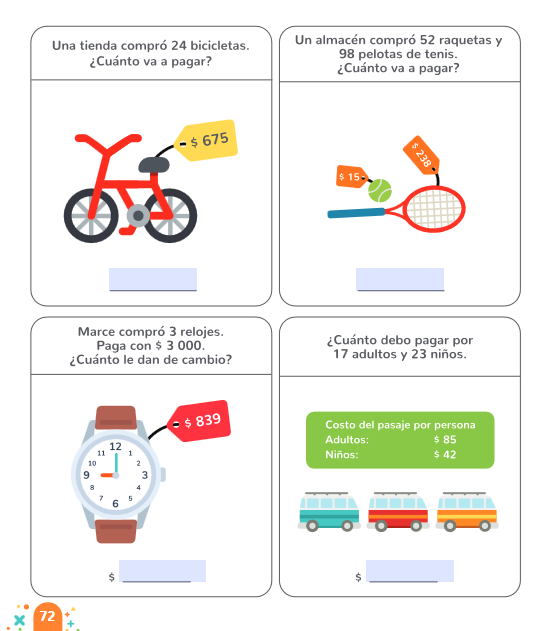 Una tienda compró 24 bicicletas.
¿Cuánto va a pagar?
$ 675
Un almacén compró 52 raquetas y
98 pelotas de tenis.
¿Cuánto va a pagar?
$ 15
$ 238
Marce compró 3 relojes.
Paga con $ 3 000.
¿Cuánto le dan de cambio?
$ 839
12
11 1
10 2
9 3
8 4
7 5
6
$
¿Cuánto debo pagar por
17 adultos y 23 niños.
Costo del pasaje por persona
Adultos: $ 85
Niños: $ 42
$
72